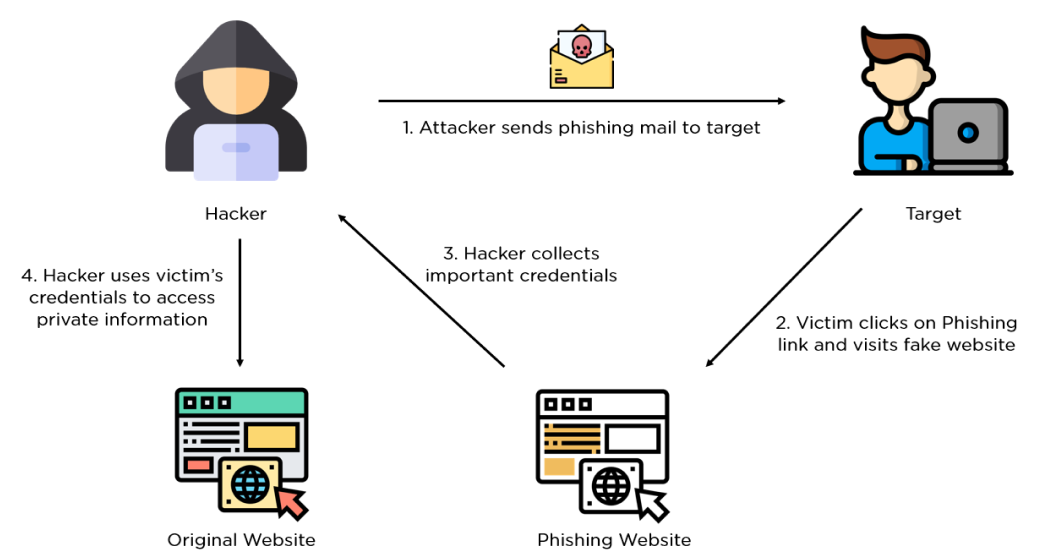 1. Attacker sends phishing mail to target
Hacker
Target
3. Hacker collects
important credentials
4. Hacker uses victim's
credentials to access
private information
2. Victim clicks on Phishing
link and visits fake website
Original Website
Phishing Website